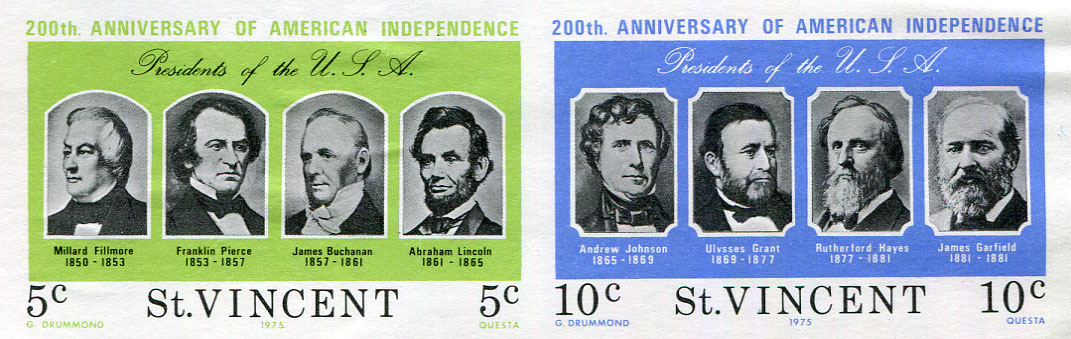 200th. ANNIVERSARY OF AMERICAN INDEPENDENCE
Presidents of the U. S. A.
Millard Fillmore
1850 - 1853
Franklin Pierce
1853 - 1857
James Buchanan
1857 - 1861
Abraham Lincoln
1861 - 1865
5c St.VINCENT 5c
G. DRUMMOND 1975. QUESTA
200th. ANNIVERSARY OF AMERICAN INDEPENDENCE
Presidents of the U. S. A.
Andrew Johnson
1865 - 1869
Ulysses Grant
1869 - 1877
Rutherford Hayes
1877 - 1881
James Garfield
1881 - 1881
10c St.VINCENT 10c
G. DRUMMOND 1975 QUESTA